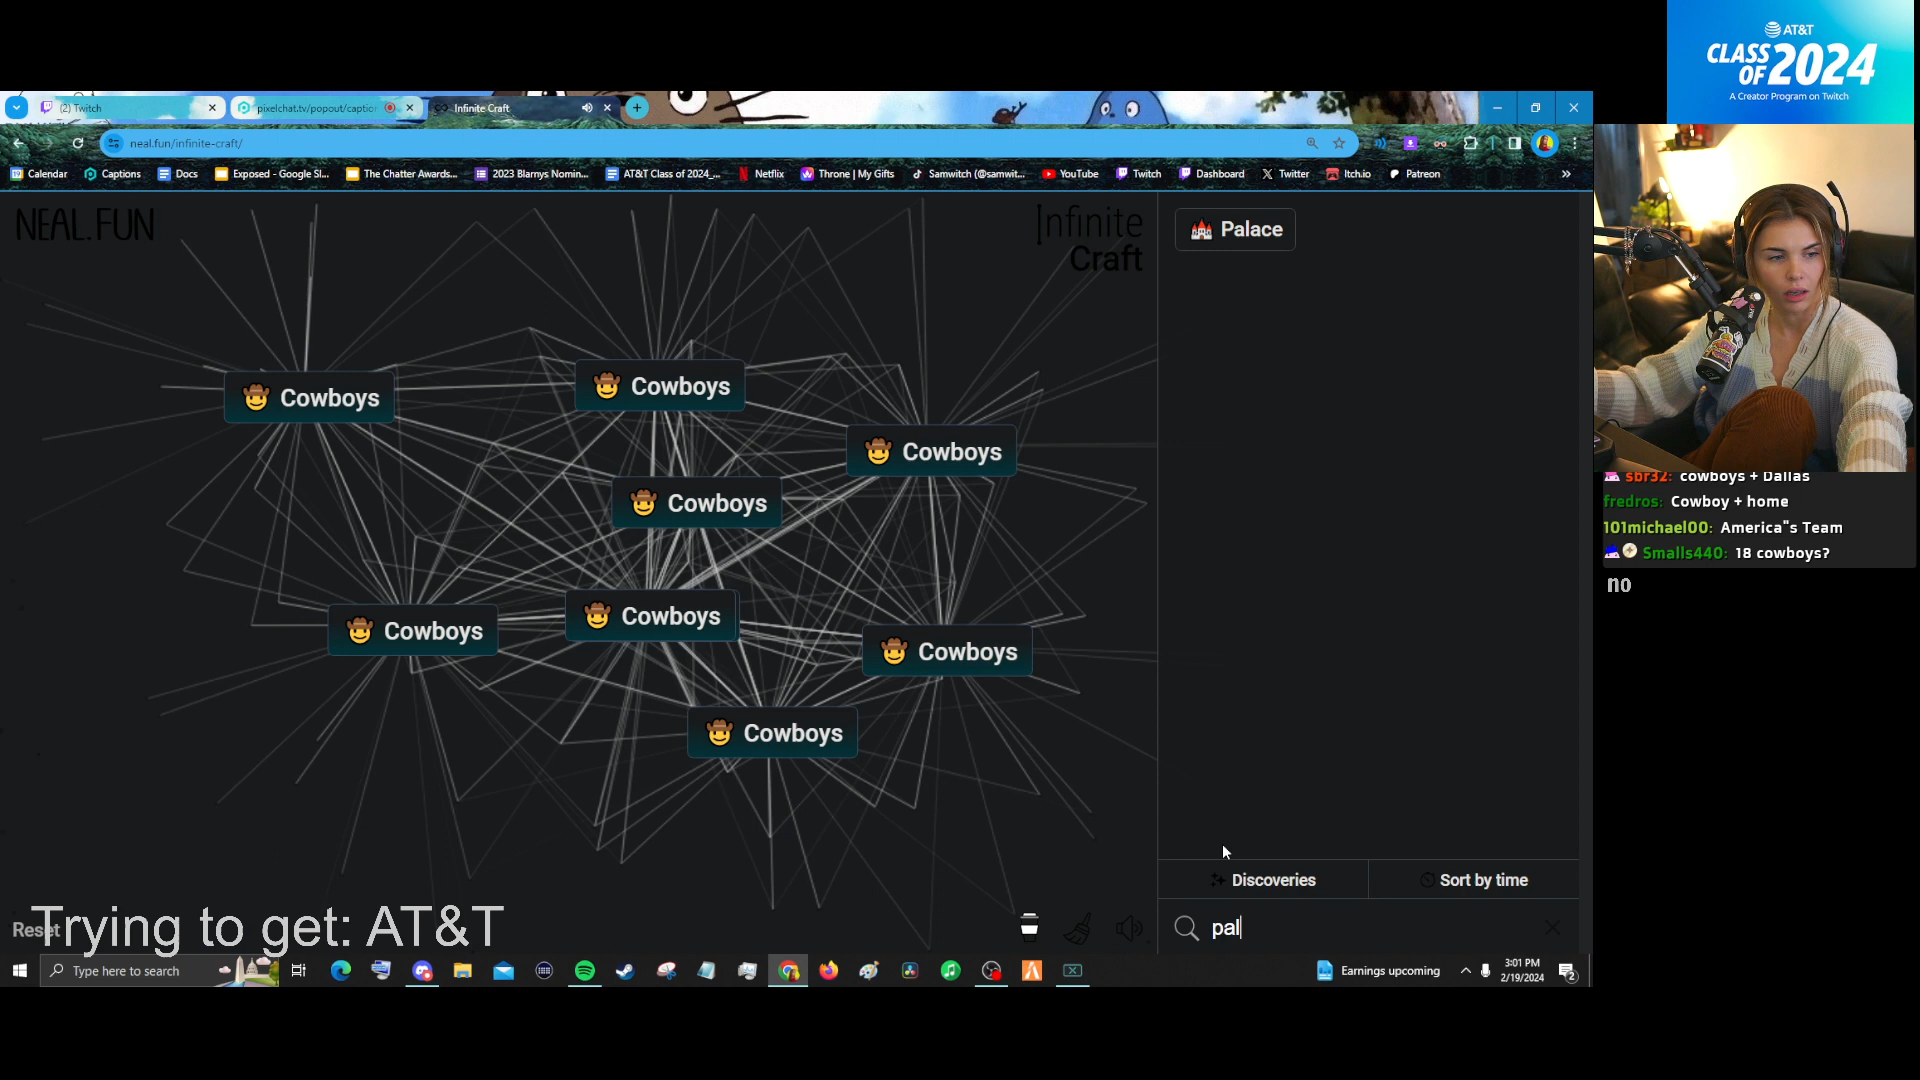 AT&T
CLASS
OF 2024
A Creator Program on Twitch
(2) Twitch
pixelchat.tv/popout/captio
Infinite Craft
neal.fun/infinite-craft/
Calendar
Captions
Docs
Exposed - Google Sl...
The Chatter Awards...
2023 Blarnys Nomin...
AT&T Class of 2024_...
Netflix
Throne | My Gifts
Samwitch (@samwit...
YouTube
Twitch
Dashboard
Twitter
Itch.io
Patreon
NEAL.FUN
Infinite
Craft
Palace
Cowboys
Cowboys
Cowboys
Cowboys
Cowboys
Cowboys
Cowboys
Cowboys
sbr32: cowboys + Dallas
fredros: Cowboy + home
101michael00: America"s Team
Smalls440: 18 cowboys?
no
Discoveries
Sort by time
pal
Reset
Trying to get: AT&T
Type here to search
Earnings upcoming
3:01 PM
2/19/2024
2